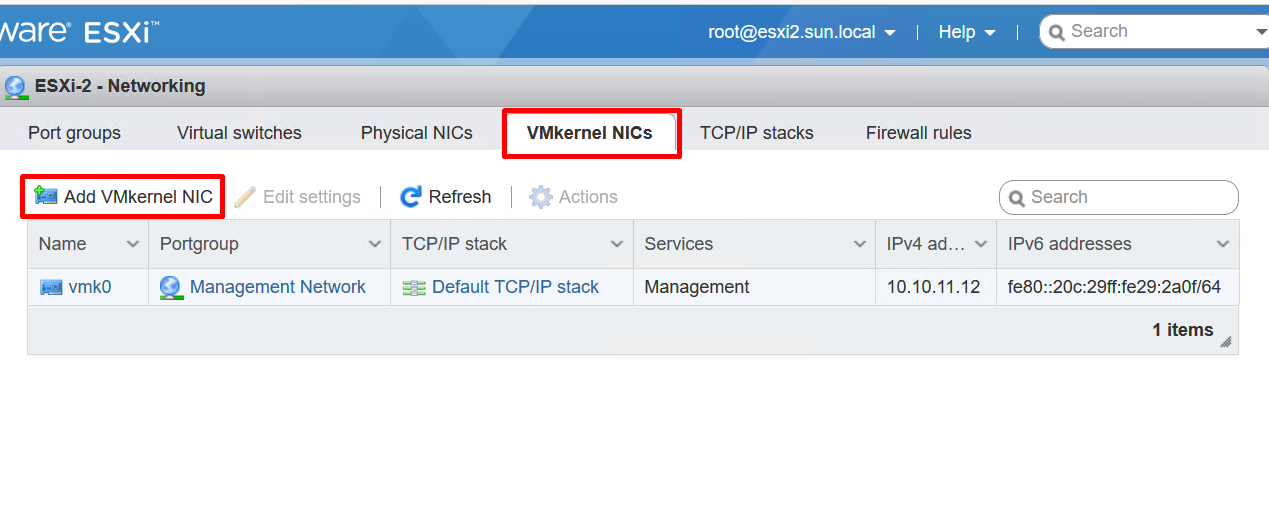 ware® ESXi™
root@esxi2.sun.local | Help | Search
ESXi-2 - Networking
Port groups Virtual switches Physical NICs VMkernel NICs TCP/IP stacks Firewall rules
Add VMkernel NIC Edit settings | Refresh | Actions Search
Name Portgroup TCP/IP stack Services IPv4 ad... IPv6 addresses
vmk0 Management Network Default TCP/IP stack Management 10.10.11.12 fe80::20c:29ff:fe29:2a0f/64
1 items